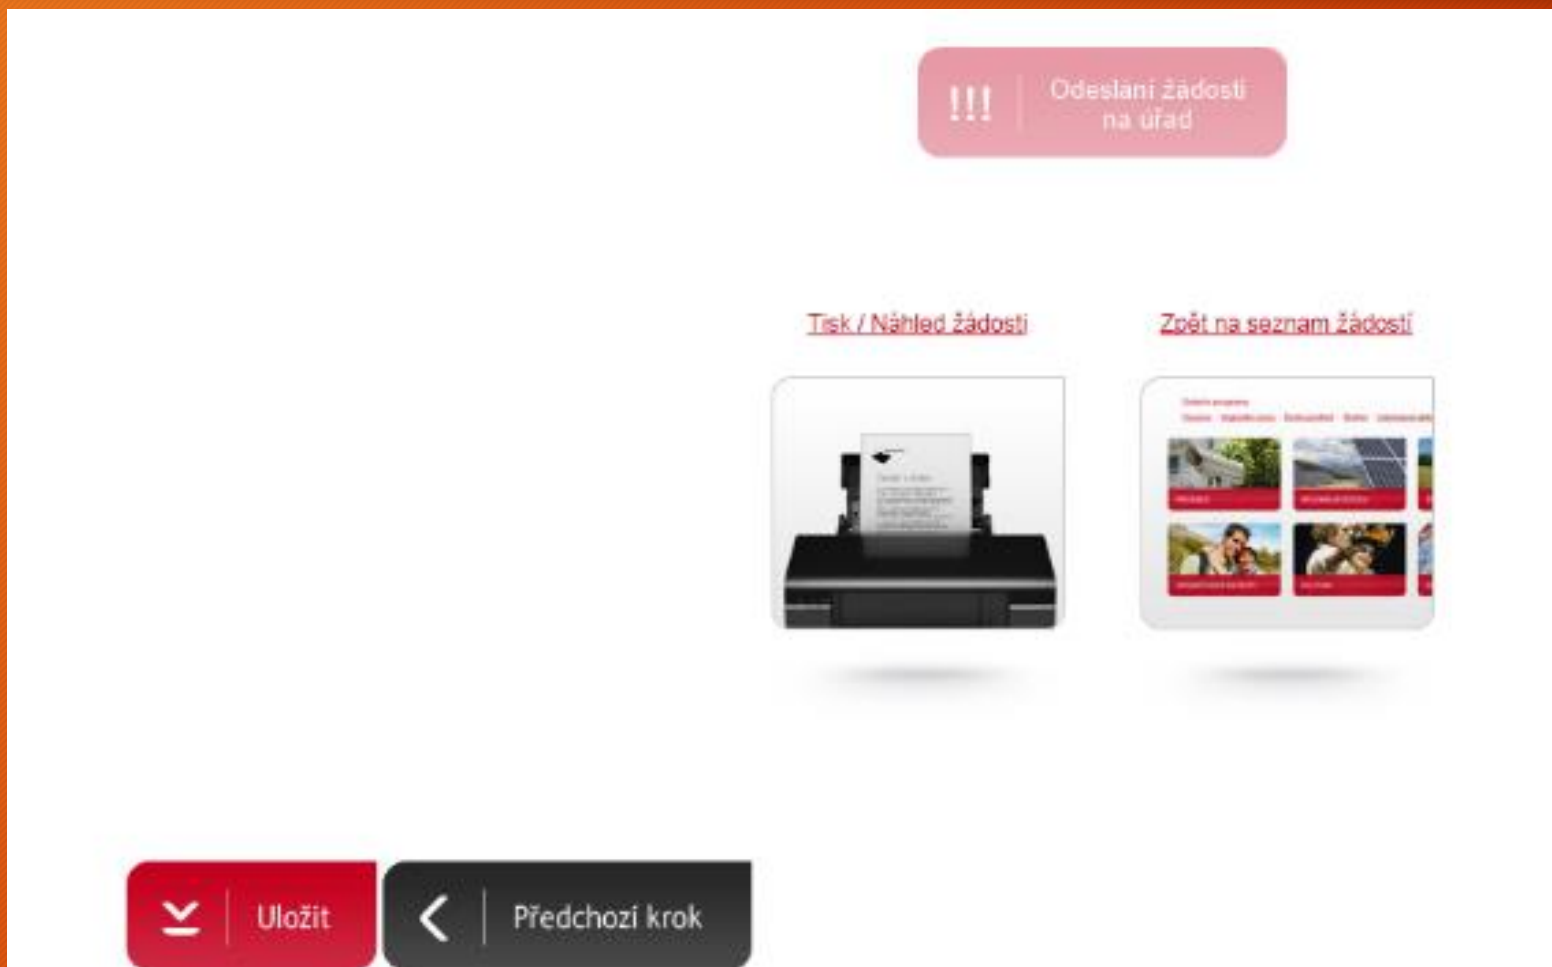 !!!
Odeslání žádosti
na úřad
Tisk / Náhled žádosti
Zpět na seznam žádostí
Uložit
Předchozí krok